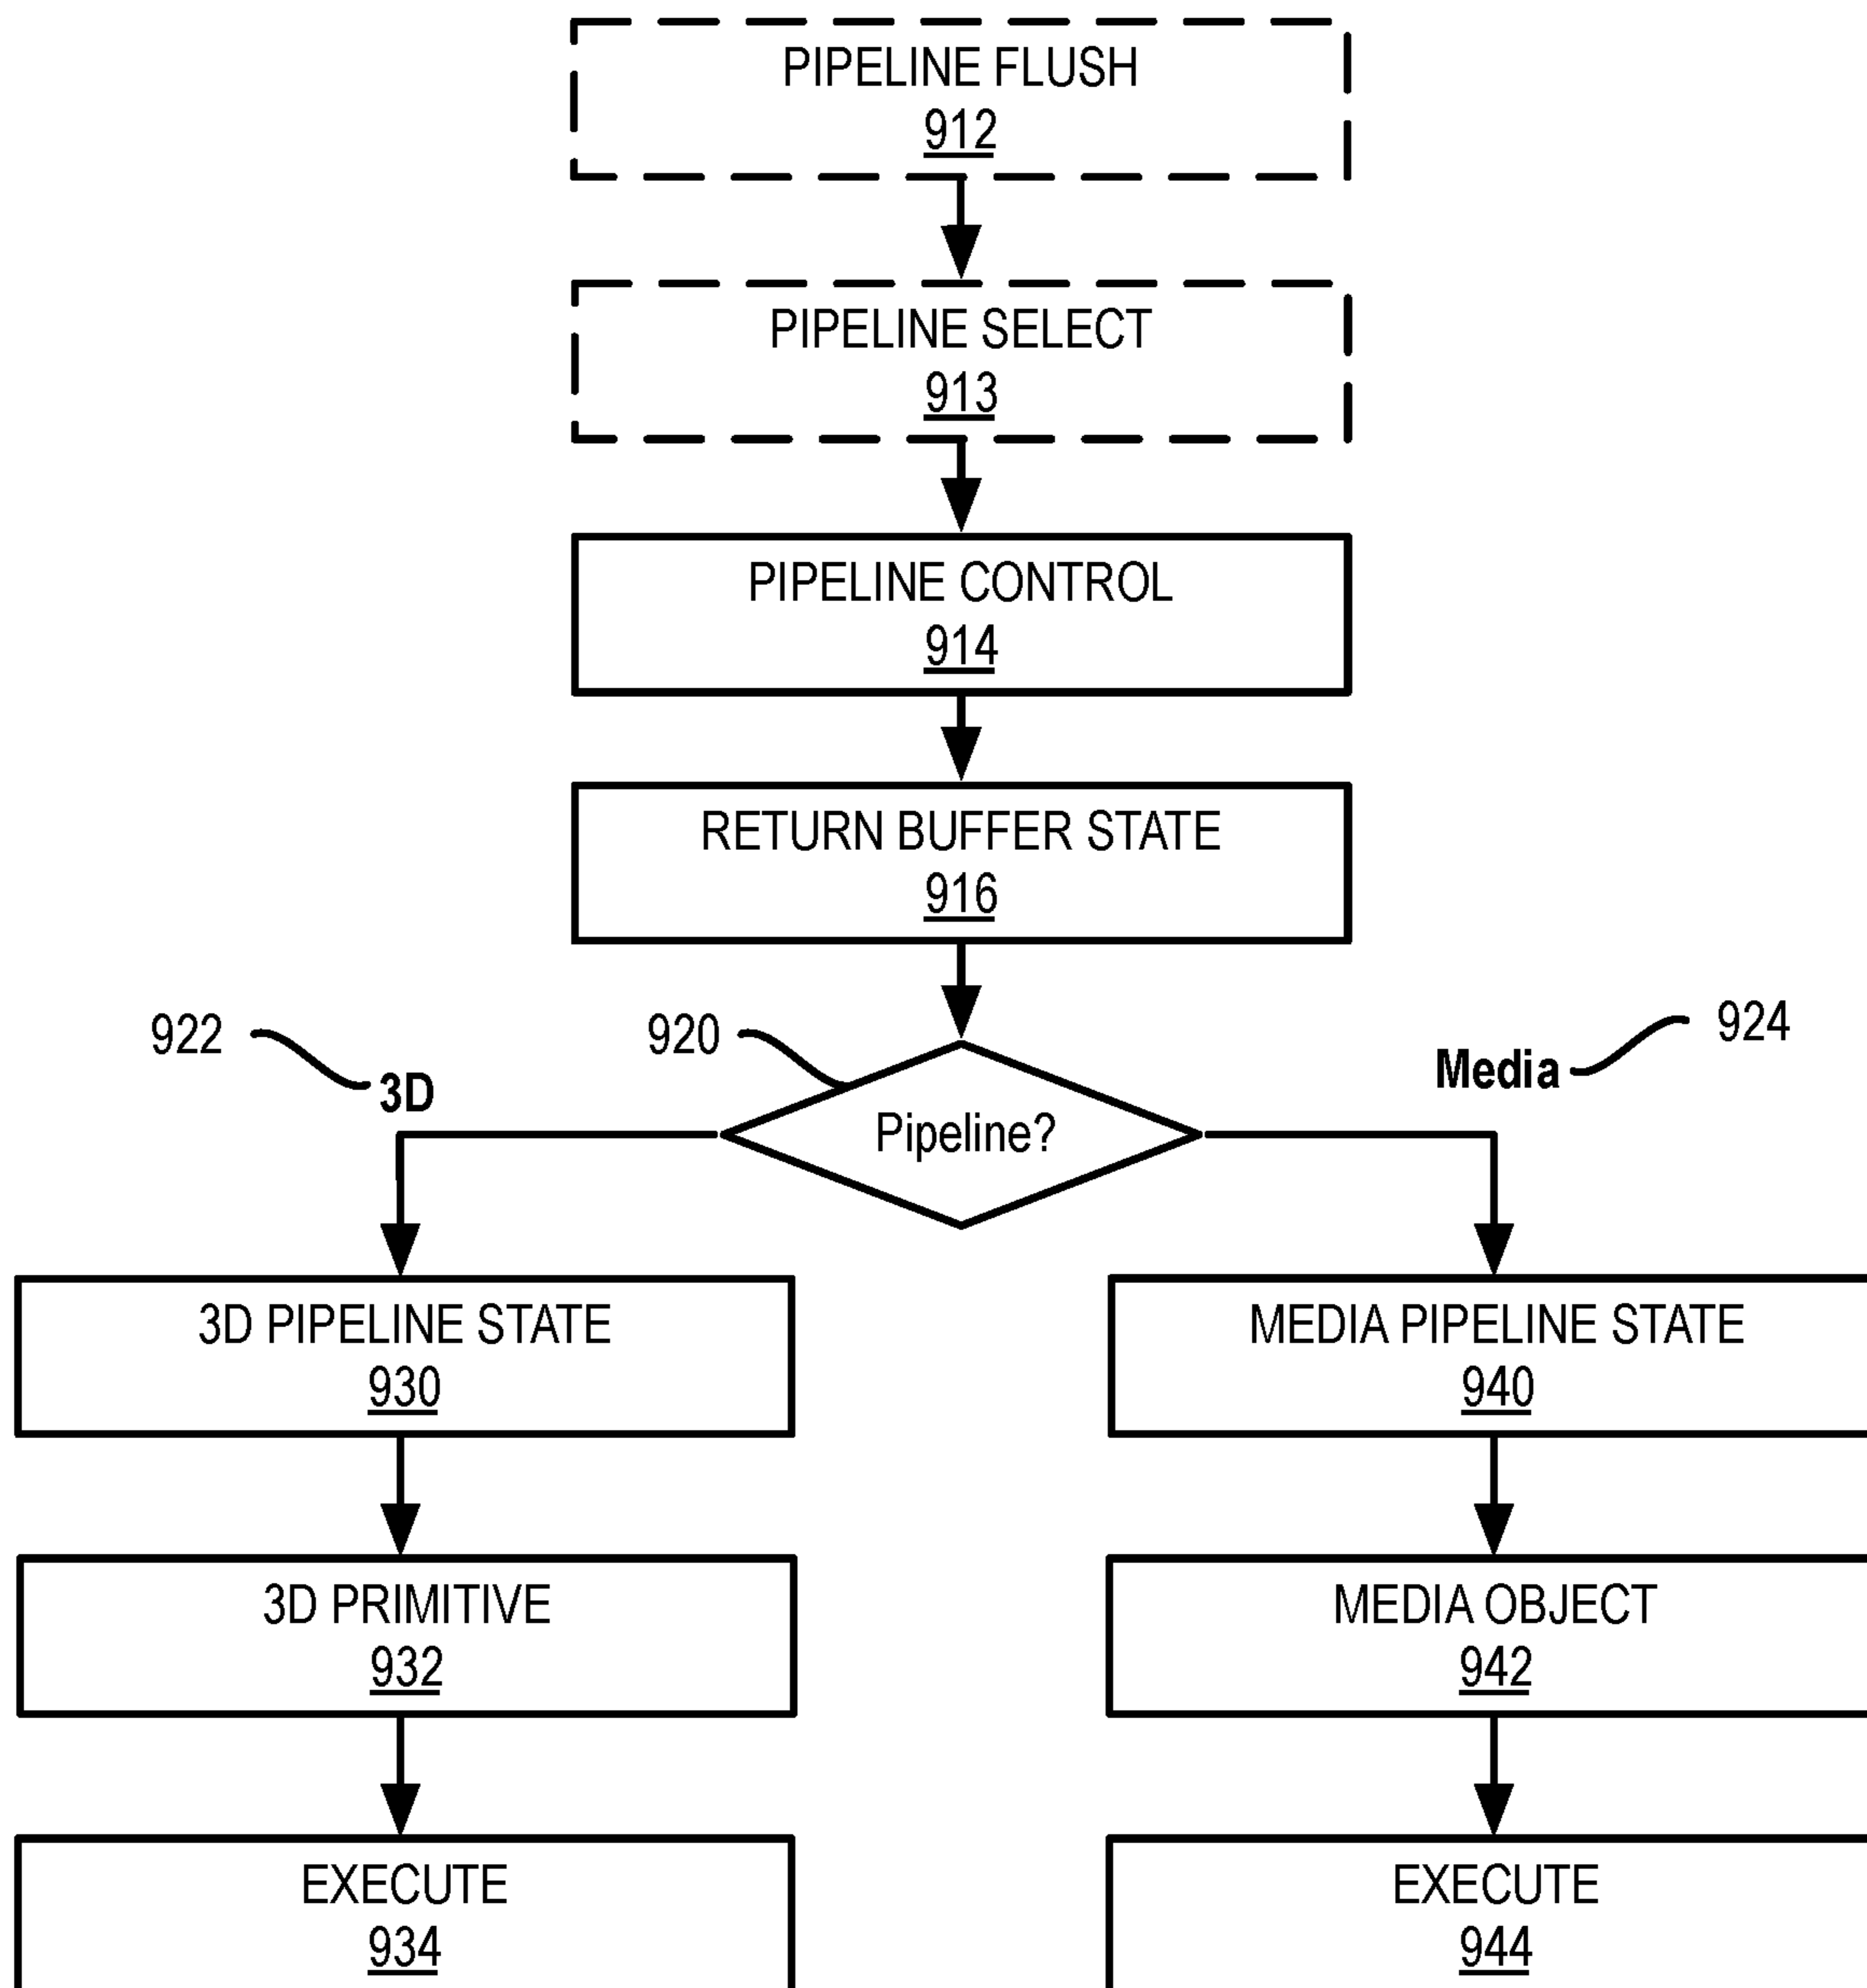 PIPELINE FLUSH
912
PIPELINE SELECT
913
PIPELINE CONTROL
914
RETURN BUFFER STATE
916
922
920
924
3D
Media
Pipeline?
3D PIPELINE STATE
930
MEDIA PIPELINE STATE
940
3D PRIMITIVE
932
MEDIA OBJECT
942
EXECUTE
934
EXECUTE
944